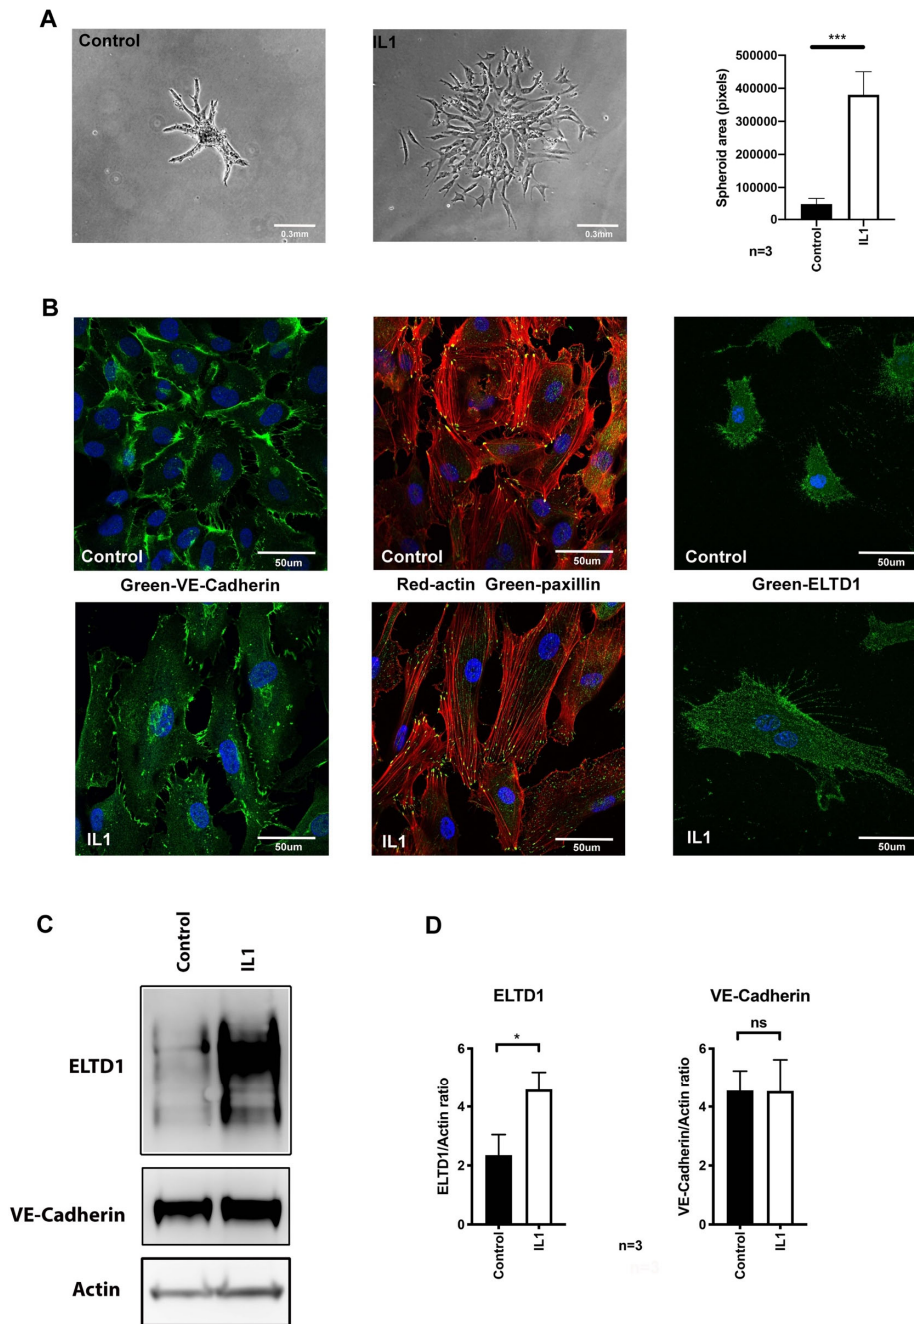 A
Control
0.3mm
IL1
0.3mm
***
Spheroid area (pixels)
500000
400000
300000
200000
100000
0
Control
IL1
n=3
B
Control
50um
Control
50um
Control
50um
Green-VE-Cadherin
Red-actin Green-paxillin
Green-ELTD1
IL1
50um
IL1
50um
IL1
50um
C
Control
IL1
ELTD1
VE-Cadherin
Actin
D
ELTD1
*
ELTD1/Actin ratio
6
4
2
0
Control
IL1
n=3
n=3
VE-Cadherin
ns
VE-Cadherin/Actin ratio
6
4
2
0
Control
IL1